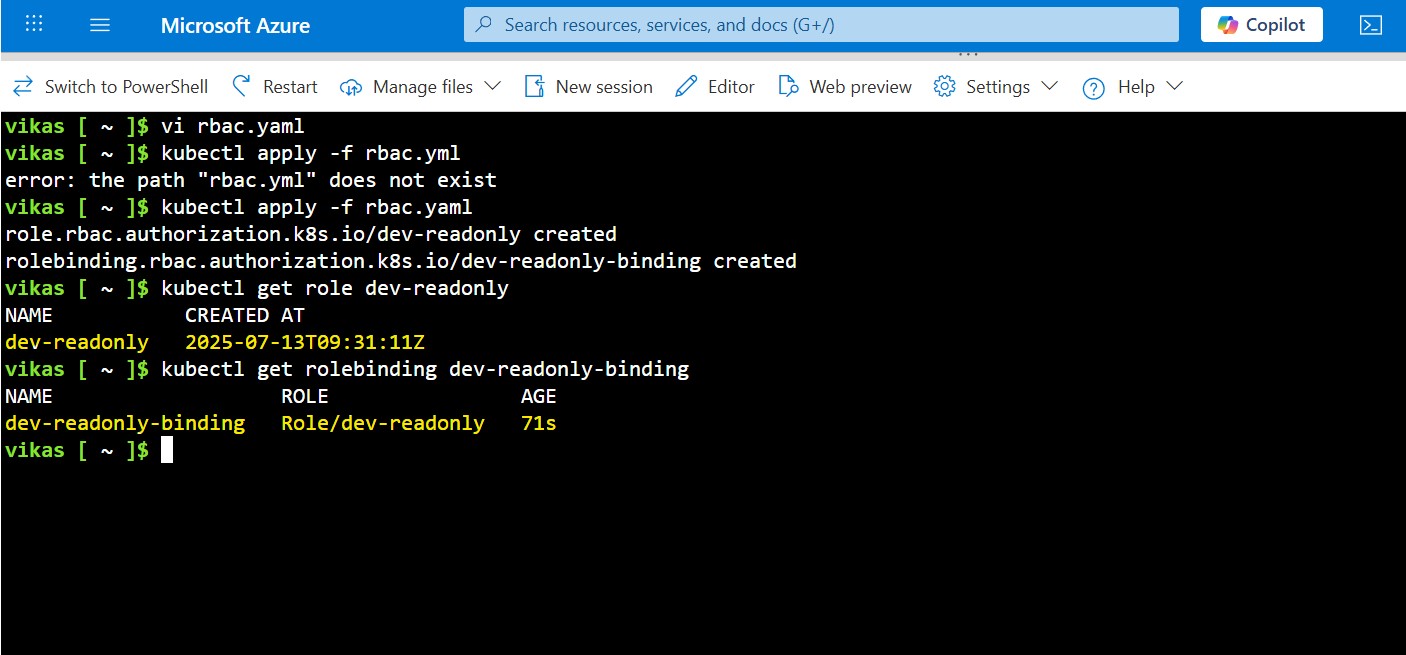 Microsoft Azure
Search resources, services, and docs (G+/)
Copilot
Switch to PowerShell Restart Manage files New session Editor Web preview Settings Help
vikas [ ~ ]$ vi rbac.yaml
vikas [ ~ ]$ kubectl apply -f rbac.yml
error: the path "rbac.yml" does not exist
vikas [ ~ ]$ kubectl apply -f rbac.yaml
role.rbac.authorization.k8s.io/dev-readonly created
rolebinding.rbac.authorization.k8s.io/dev-readonly-binding created
vikas [ ~ ]$ kubectl get role dev-readonly
NAME           CREATED AT
dev-readonly   2025-07-13T09:31:11Z
vikas [ ~ ]$ kubectl get rolebinding dev-readonly-binding
NAME                   ROLE                AGE
dev-readonly-binding   Role/dev-readonly   71s
vikas [ ~ ]$